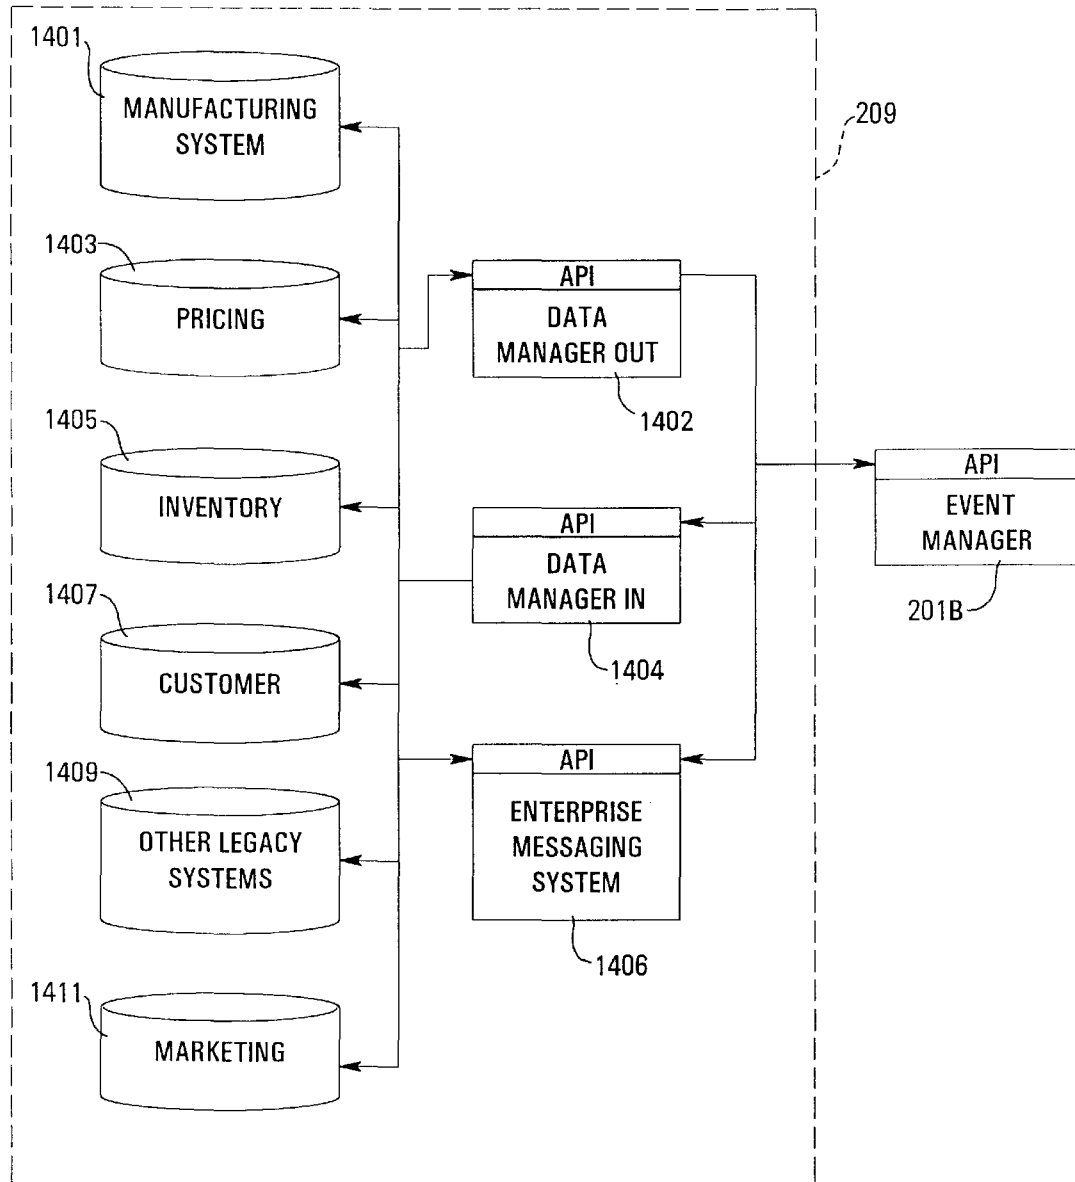 1401
MANUFACTURING
SYSTEM
209
1403
PRICING
API
DATA
MANAGER OUT
1402
1405
INVENTORY
API
EVENT
MANAGER
201B
API
DATA
MANAGER IN
1404
1407
CUSTOMER
1409
OTHER LEGACY
SYSTEMS
API
ENTERPRISE
MESSAGING
SYSTEM
1406
1411
MARKETING